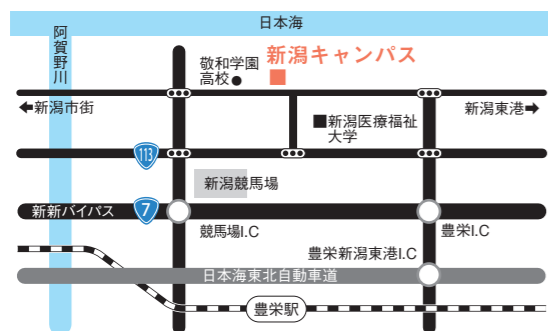 日本海
阿賀野川
新潟キャンパス
敬和学園
高校●
←新潟市街
新潟東港→
■新潟医療福祉
大学
113
新潟競馬場
新新バイパス
7
競馬場I.C
豊栄I.C
豊栄新潟東港I.C
日本海東北自動車道
豊栄駅